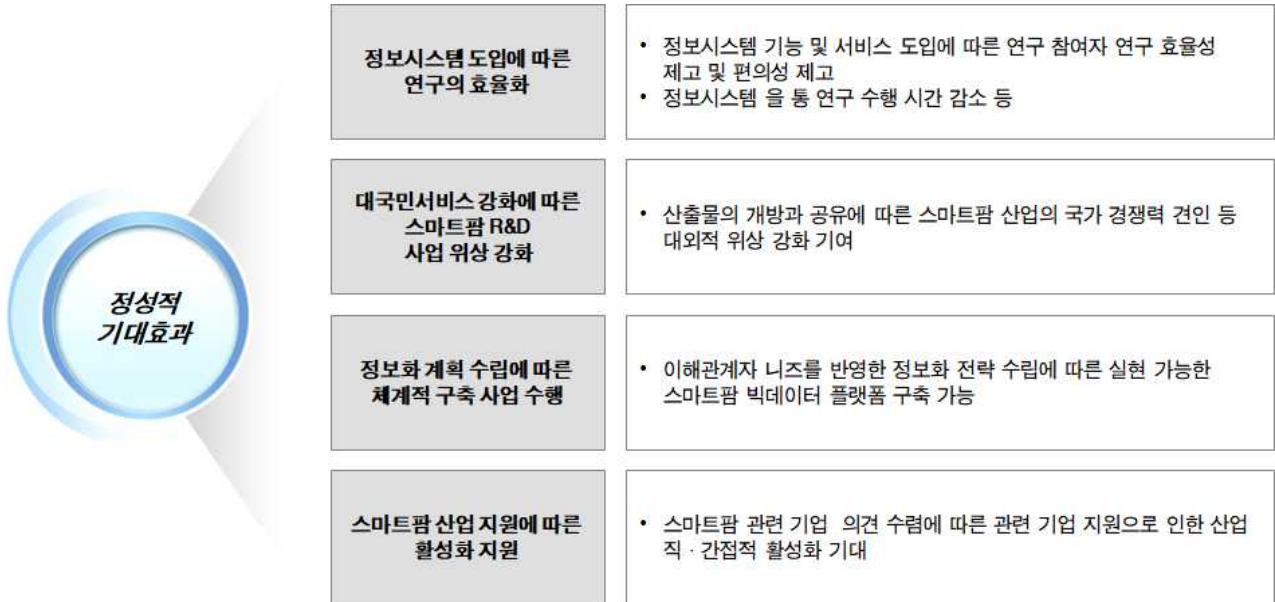 정성적
기대효과
정보시스템 도입에 따른
연구의 효율화
• 정보시스템 기능 및 서비스 도입에 따른 연구 참여자 연구 효율성
제고 및 편의성 제고
• 정보시스템 을 통 연구 수행 시간 감소 등
대국민서비스 강화에 따른
스마트팜 R&D
사업 위상 강화
• 산출물의 개방과 공유에 따른 스마트팜 산업의 국가 경쟁력 견인 등
대외적 위상 강화 기여
정보화 계획 수립에 따른
체계적 구축 사업 수행
• 이해관계자 니즈를 반영한 정보화 전략 수립에 따른 실현 가능한
스마트팜 빅데이터 플랫폼 구축 가능
스마트팜 산업 지원에 따른
활성화 지원
• 스마트팜 관련 기업 의견 수렴에 따른 관련 기업 지원으로 인한 산업
직·간접적 활성화 기대